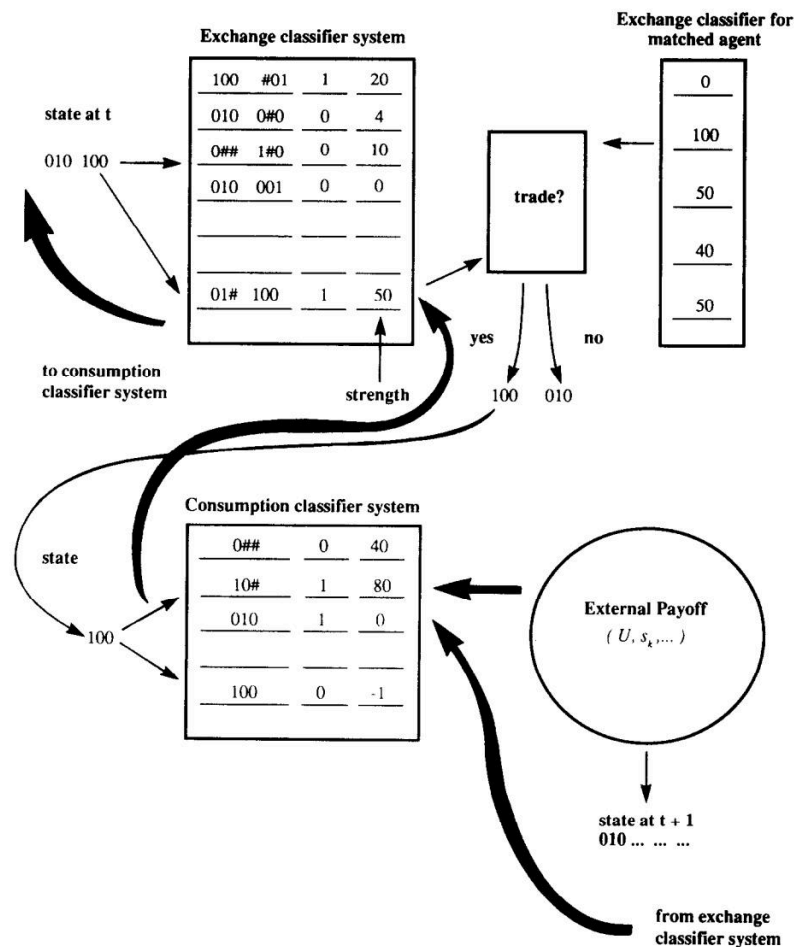 Exchange classifier system
100 #01 1 20
010 0#0 0 4
0## 1#0 0 10
010 001 0 0
01# 100 1 50
state at t
010 100
to consumption
classifier system
strength
trade?
yes
no
100
010
Exchange classifier for
matched agent
0
100
50
40
50
Consumption classifier system
0## 0 40
10# 1 80
010 1 0
100 0 -1
state
100
External Payoff
( U, sₖ,... )
state at t + 1
010 ... ... ...
from exchange
classifier system